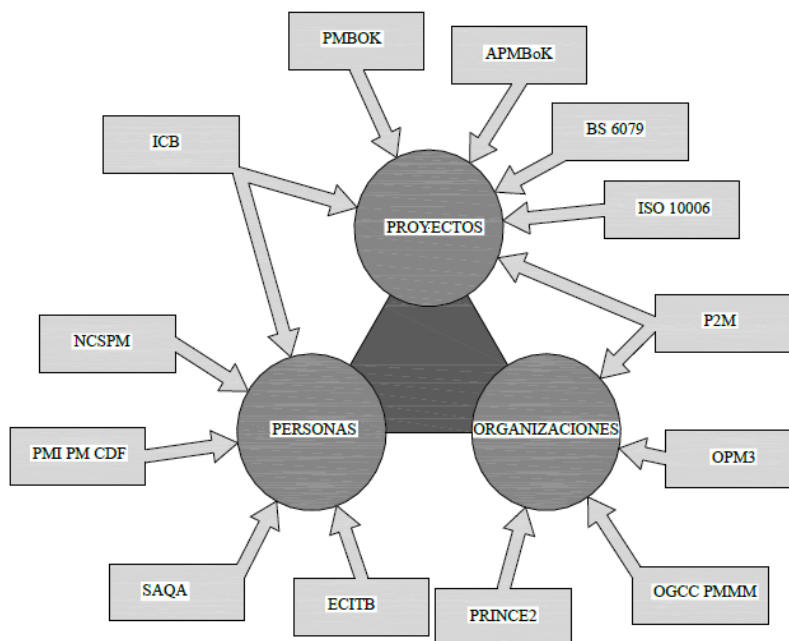 PMBOK
APMBoK
BS 6079
ICB
ISO 10006
PROYECTOS
P2M
NCSPM
PERSONAS
ORGANIZACIONES
PMI PM CDF
OPM3
SAQA
ECITB
PRINCE2
OGCC PMMM